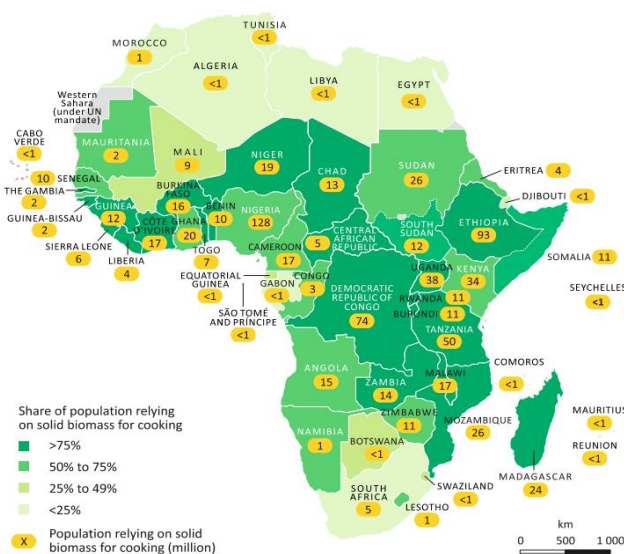 TUNISIA
<1
MOROCCO
1
ALGERIA
<1
LIBYA
<1
EGYPT
<1
Western
Sahara
(under UN
mandate)
CABO
VERDE
<1
MAURITANIA
2
MALI
9
NIGER
19
CHAD
13
SUDAN
26
ERITREA 4
DJIBOUTI <1
10
SENEGAL
THE GAMBIA
2
GUINEA-BISSAU
2
GUINEA
12
SIERRA LEONE
6
LIBERIA
4
BURKINA
FASO
16
CÔTE
D'IVOIRE
17
GHANA
20
TOGO
7
BENIN
10
NIGERIA
128
CAMEROON
17
CENTRAL
AFRICAN
REPUBLIC
5
SOUTH
SUDAN
12
ETHIOPIA
93
SOMALIA 11
SEYCHELLES
<1
EQUATORIAL
GUINEA
<1
GABON
<1
CONGO
3
SÃO TOMÉ
AND PRÍNCIPE
<1
DEMOCRATIC
REPUBLIC OF
CONGO
74
UGANDA
38
KENYA
34
RWANDA
11
BURUNDI 11
TANZANIA
50
COMOROS
<1
ANGOLA
15
ZAMBIA
14
MALAWI
17
ZIMBABWE
11
MOZAMBIQUE
26
MAURITIUS
<1
REUNION
<1
MADAGASCAR
24
NAMIBIA
1
BOTSWANA
<1
SWAZILAND
<1
SOUTH
AFRICA
5
LESOTHO
1
Share of population relying
on solid biomass for cooking
>75%
50% to 75%
25% to 49%
<25%
X Population relying on solid
biomass for cooking (million)
km
0 500 1 000